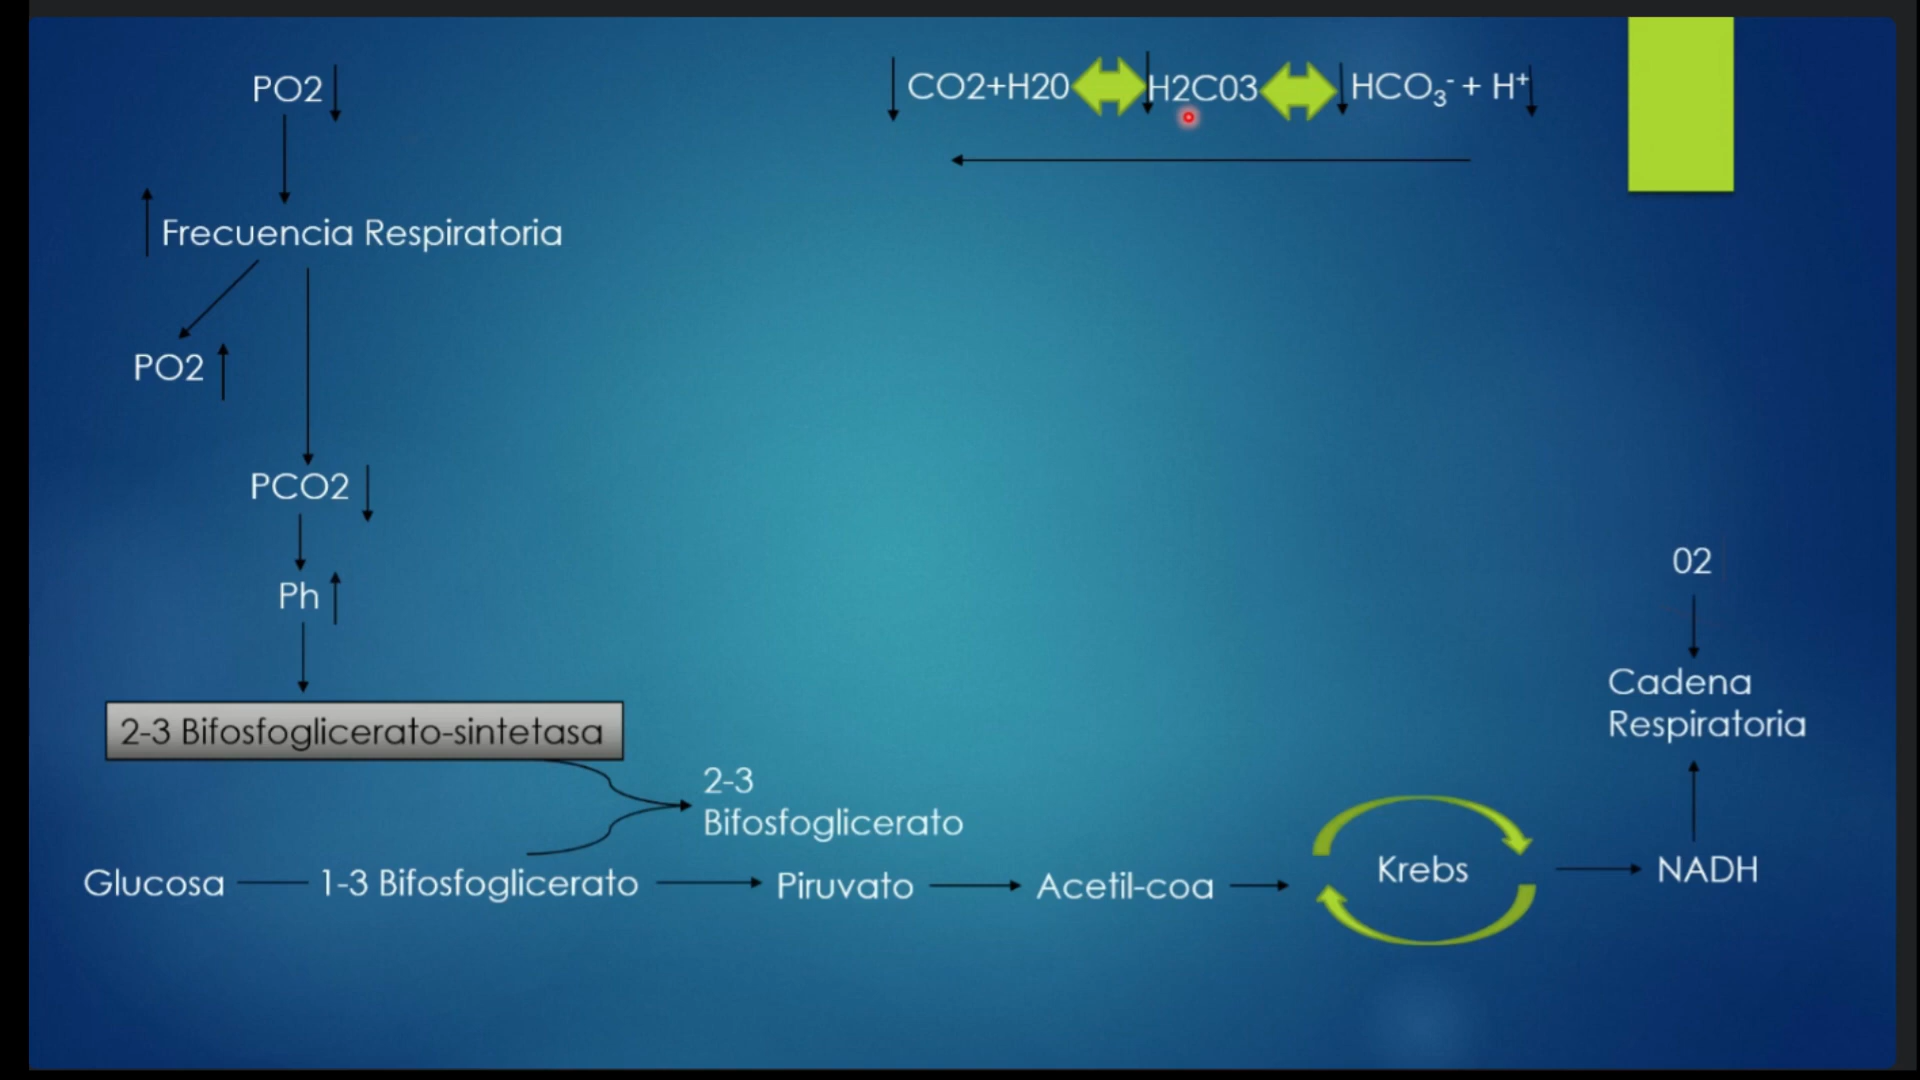 PO2
CO2+H20 H2C03 HCO₃⁻ + H⁺
Frecuencia Respiratoria
PO2
PCO2
Ph
02
Cadena
Respiratoria
2-3 Bifosfoglicerato-sintetasa
2-3
Bifosfoglicerato
Glucosa 1-3 Bifosfoglicerato Piruvato Acetil-coa Krebs NADH